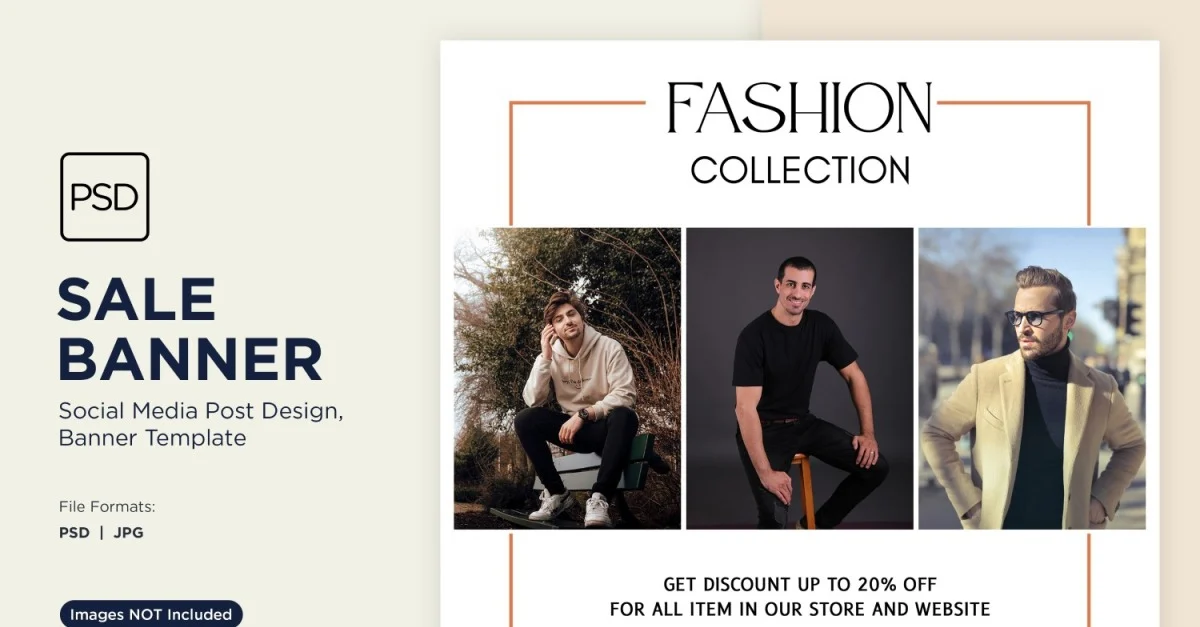 PSD
SALE
BANNER
Social Media Post Design,
Banner Template
File Formats:
PSD | JPG
Images NOT Included
FASHION
COLLECTION
GET DISCOUNT UP TO 20% OFF
FOR ALL ITEM IN OUR STORE AND WEBSITE